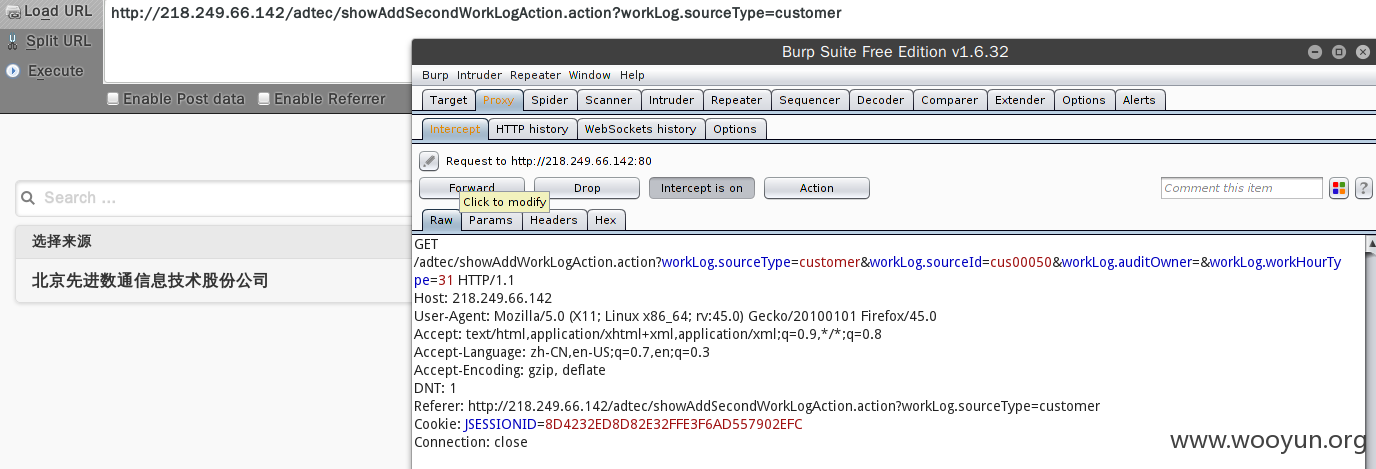 Load URL
http://218.249.66.142/adtec/showAddSecondWorkLogAction.action?workLog.sourceType=customer
Split URL
Execute
Enable Post data Enable Referrer
Search ...
选择来源
北京先进数通信息技术股份公司
Burp Suite Free Edition v1.6.32
Burp Intruder Repeater Window Help
Target Proxy Spider Scanner Intruder Repeater Sequencer Decoder Comparer Extender Options Alerts
Intercept HTTP history WebSockets history Options
Request to http://218.249.66.142:80
Forward Drop Intercept is on Action Comment this item ?
Click to modify
Raw Params Headers Hex
GET
/adtec/showAddWorkLogAction.action?workLog.sourceType=customer&workLog.sourceId=cus00050&workLog.auditOwner=&workLog.workHourTy
pe=31 HTTP/1.1
Host: 218.249.66.142
User-Agent: Mozilla/5.0 (X11; Linux x86_64; rv:45.0) Gecko/20100101 Firefox/45.0
Accept: text/html,application/xhtml+xml,application/xml;q=0.9,*/*;q=0.8
Accept-Language: zh-CN,en-US;q=0.7,en;q=0.3
Accept-Encoding: gzip, deflate
DNT: 1
Referer: http://218.249.66.142/adtec/showAddSecondWorkLogAction.action?workLog.sourceType=customer
Cookie: JSESSIONID=8D4232ED8D82E32FFE3F6AD557902EFC
Connection: close
www.wooyun.org